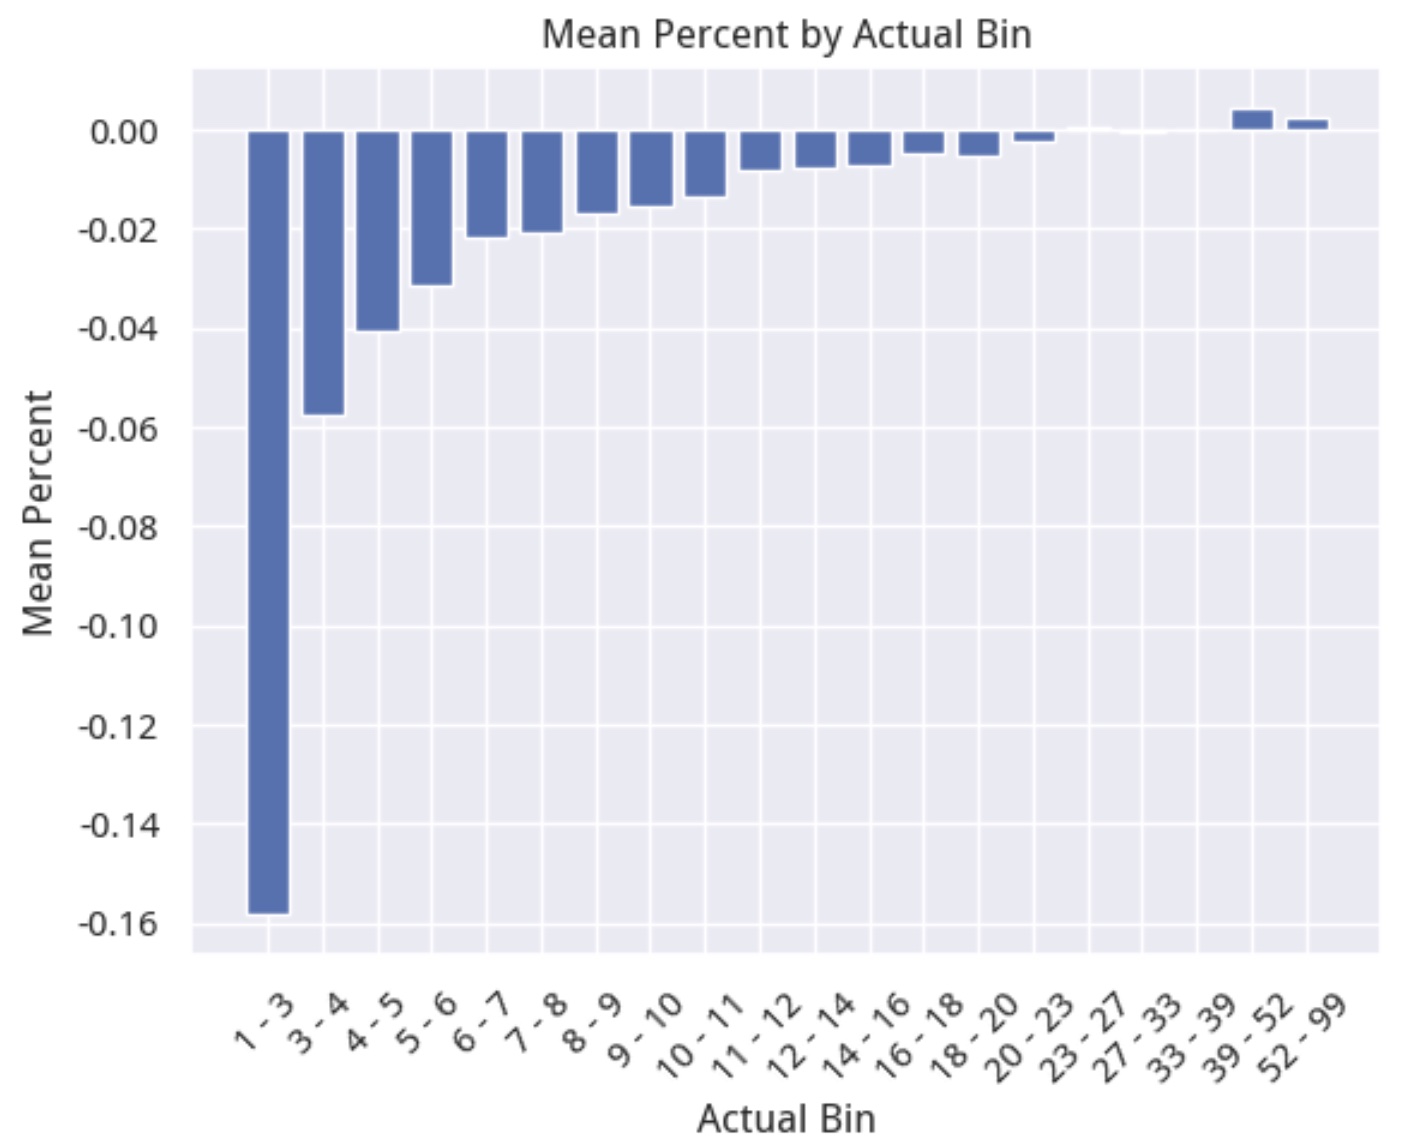 Mean Percent by Actual Bin
Mean Percent
0.00
-0.02
-0.04
-0.06
-0.08
-0.10
-0.12
-0.14
-0.16
1 - 3
3 - 4
4 - 5
5 - 6
6 - 7
7 - 8
8 - 9
9 - 10
10 - 11
11 - 12
12 - 14
14 - 16
16 - 18
18 - 20
20 - 23
23 - 27
27 - 33
33 - 39
39 - 52
52 - 99
Actual Bin